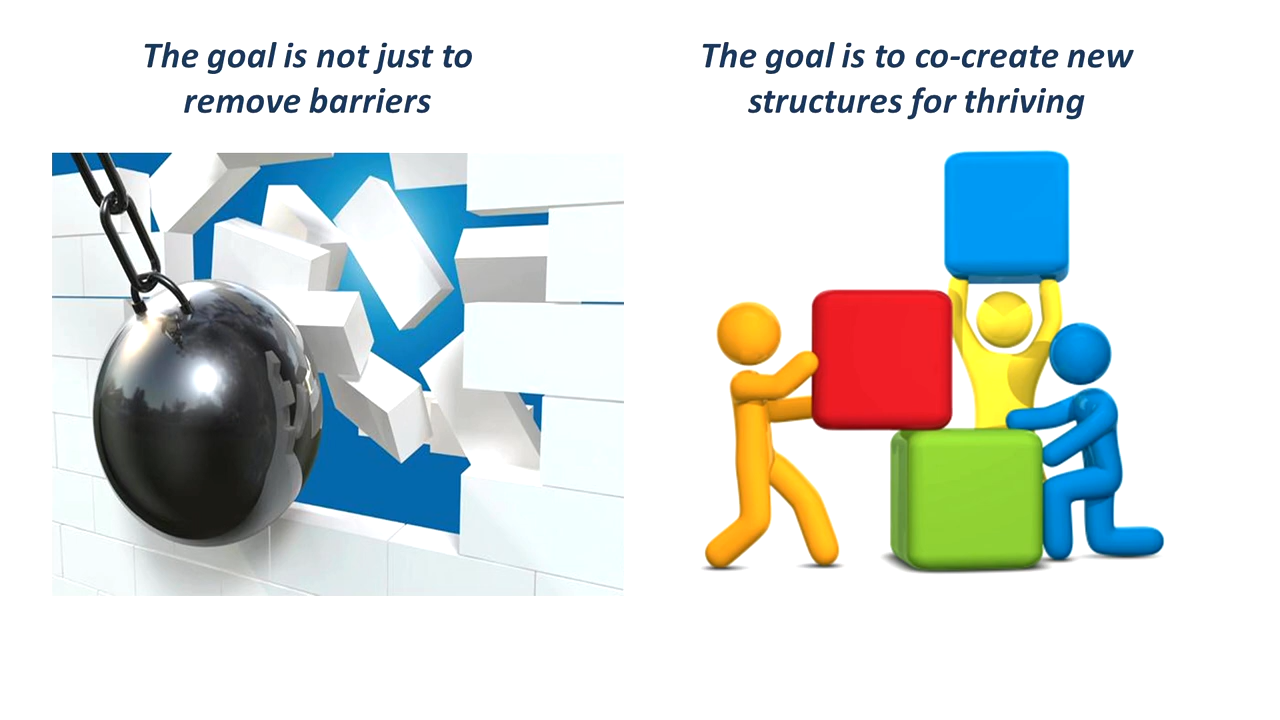 The goal is not just to
remove barriers
The goal is to co-create new
structures for thriving